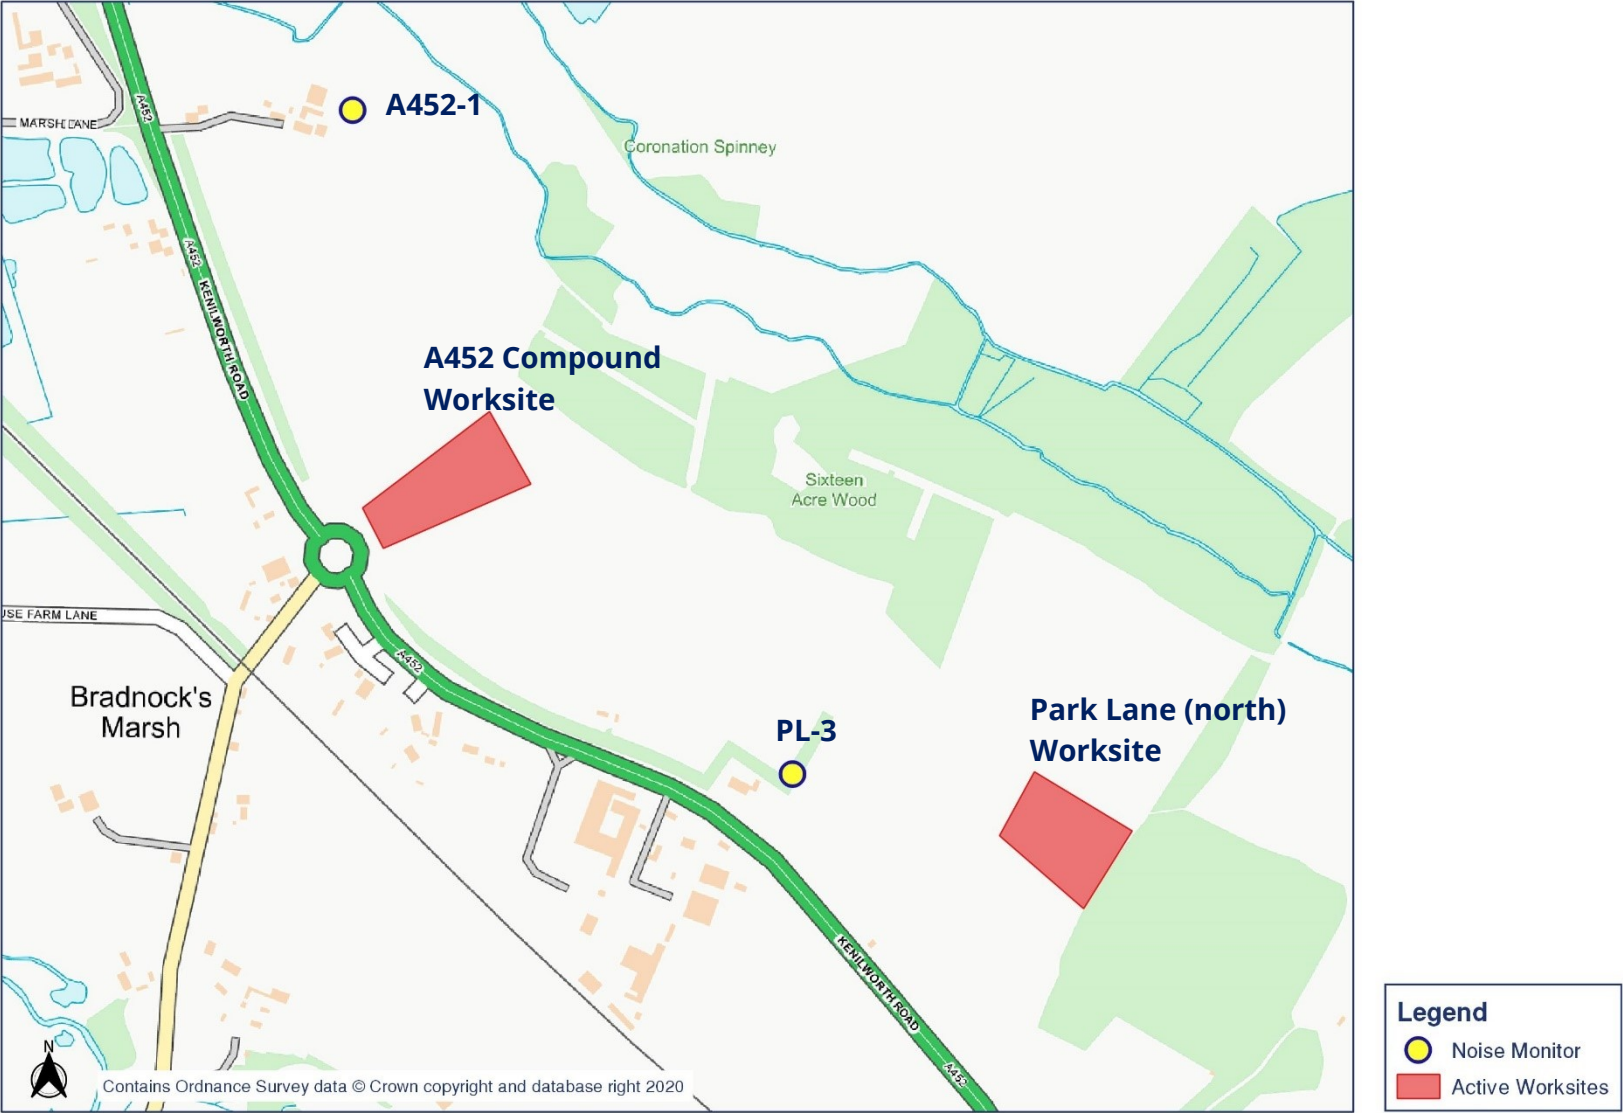 A452
A452-1
MARSH LANE
Coronation Spinney
A452
KENILWORTH ROAD
A452 Compound
Worksite
Sixteen
Acre Wood
USE FARM LANE
A452
Bradnock's
Marsh
Park Lane (north)
Worksite
PL-3
KENILWORTH ROAD
A452
N
Contains Ordnance Survey data © Crown copyright and database right 2020
Legend
Noise Monitor
Active Worksites